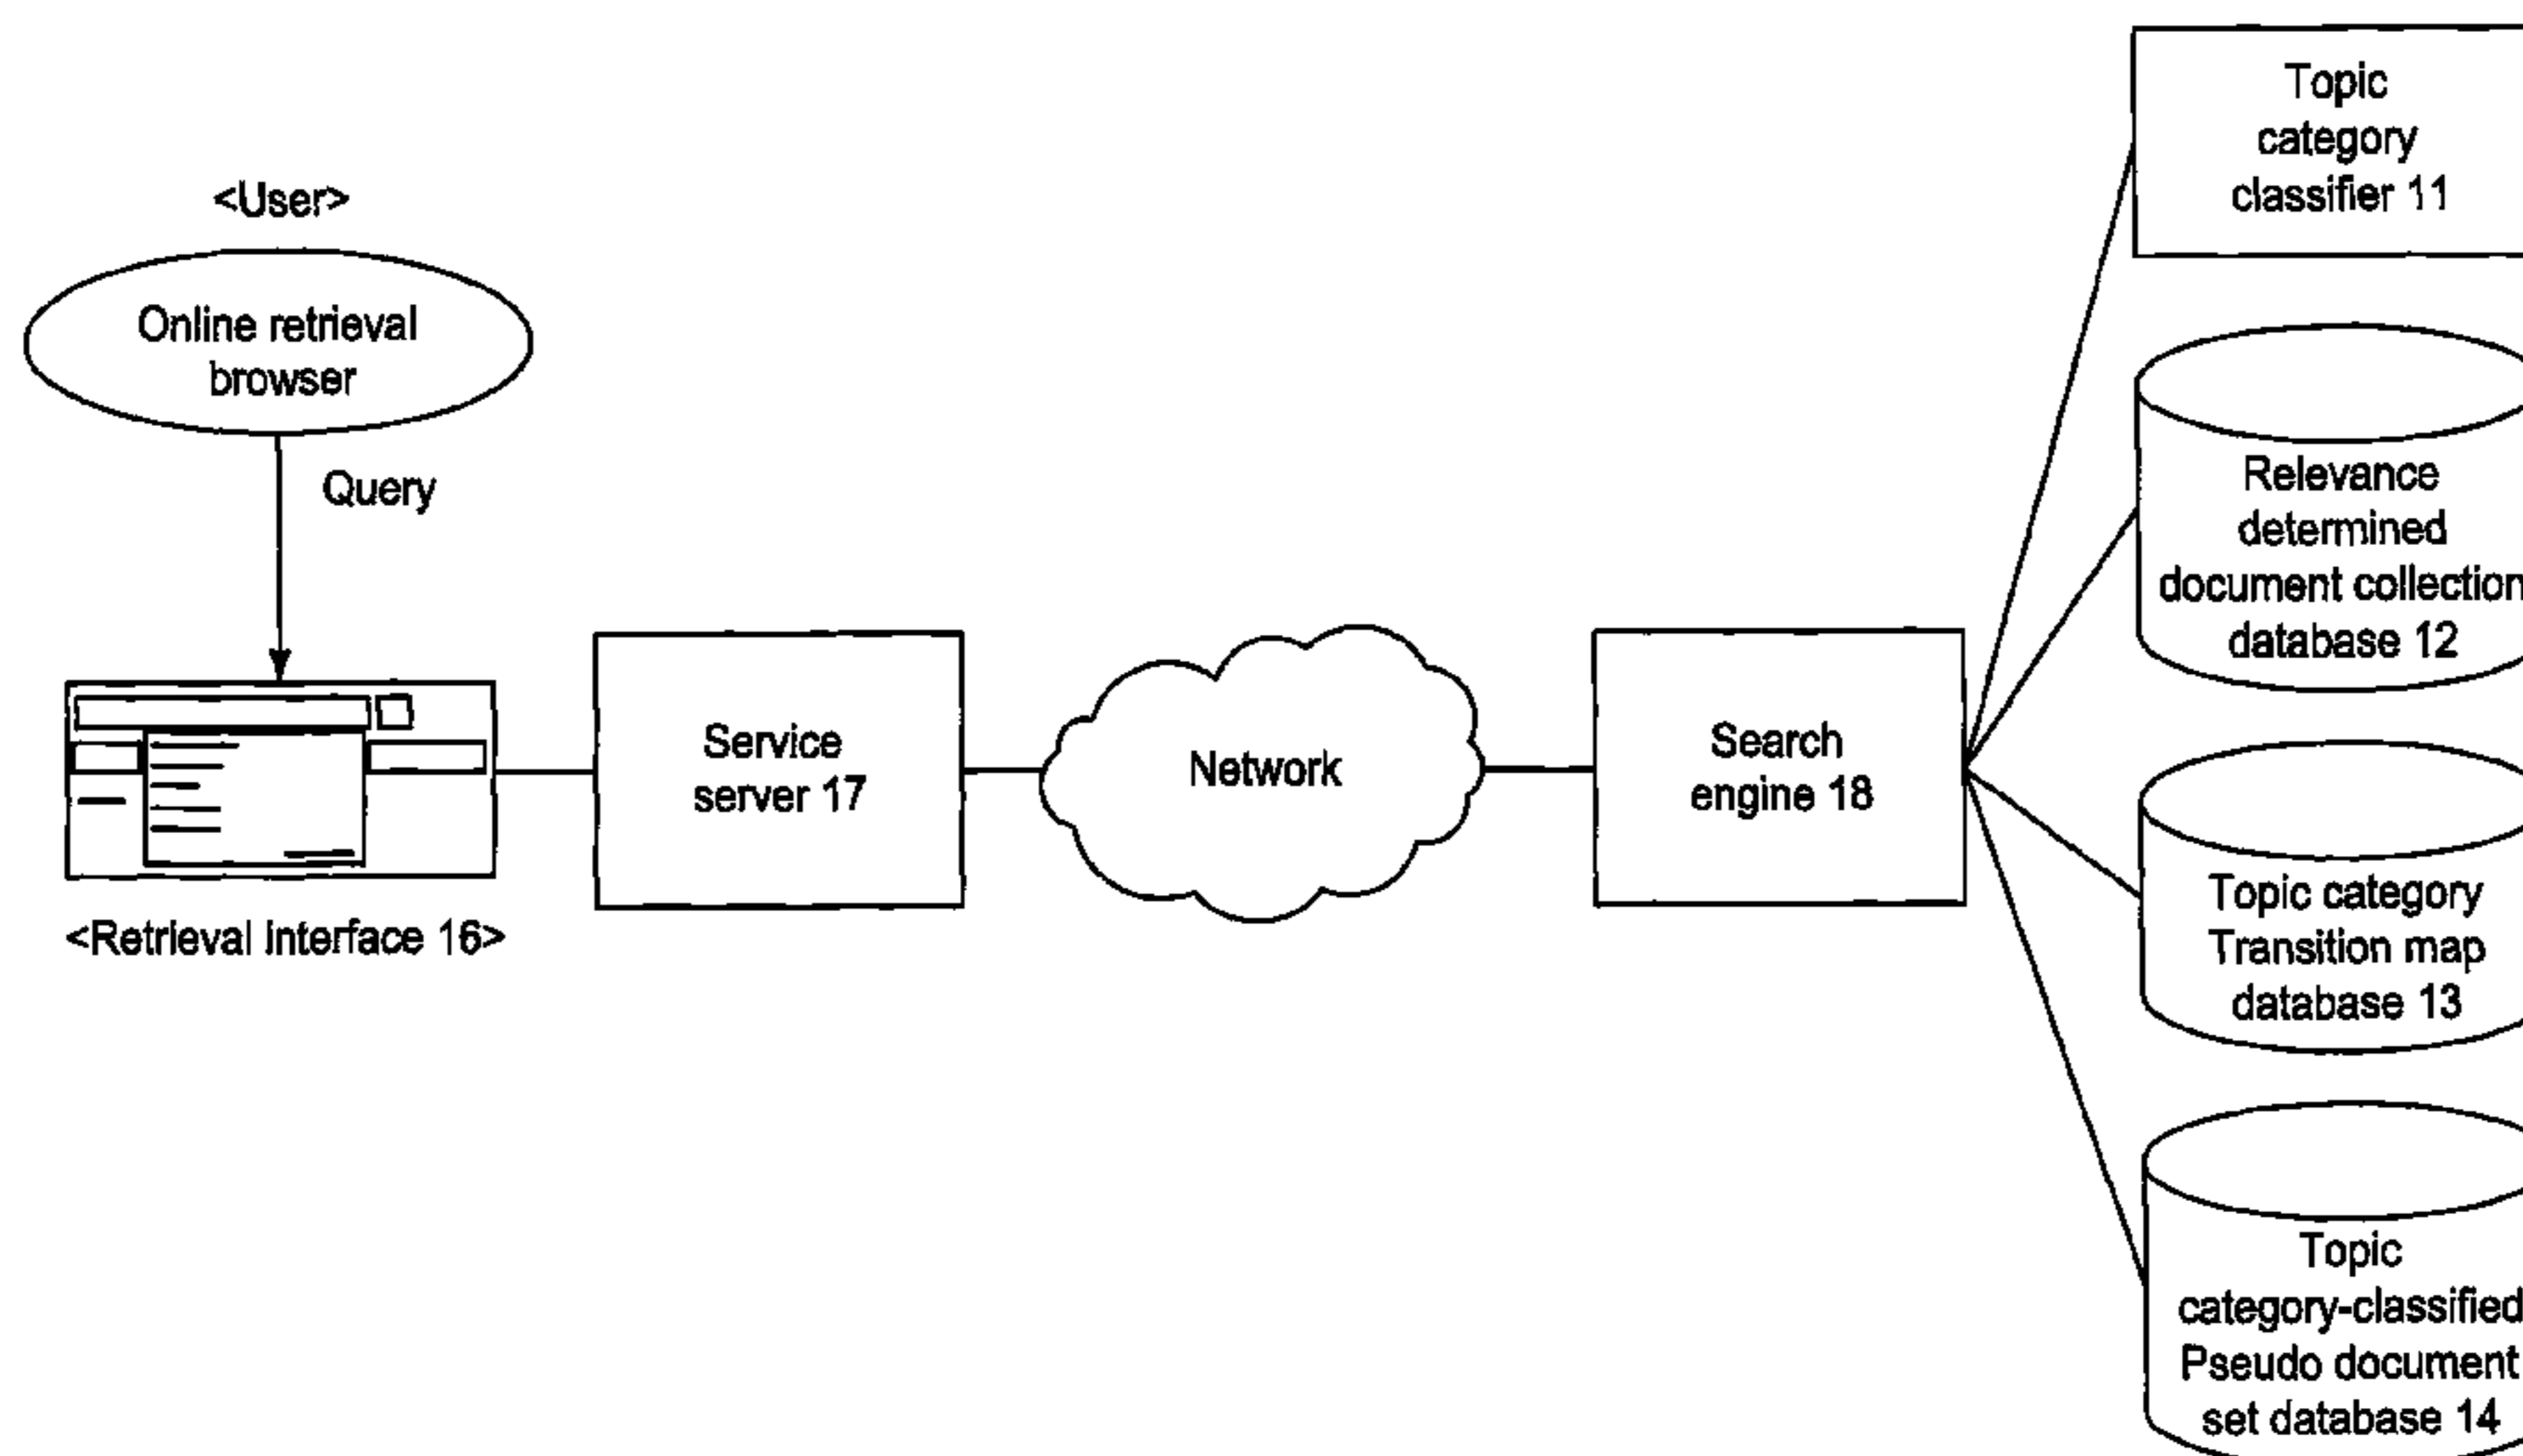 <User>
Online retrieval
browser
Query
<Retrieval Interface 16>
Service
server 17
Network
Search
engine 18
Topic
category
classifier 11
Relevance
determined
document collection
database 12
Topic category
Transition map
database 13
Topic
category-classified
Pseudo document
set database 14